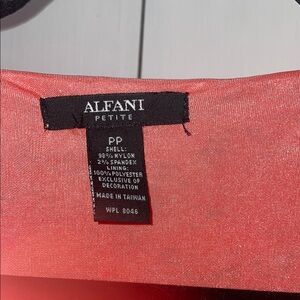 ALFANI
PETITE
PP
SHELL:
98% NYLON
2% SPANDEX
LINING:
100% POLYESTER
EXCLUSIVE OF
DECORATION
MADE IN TAIWAN
WPL 8046